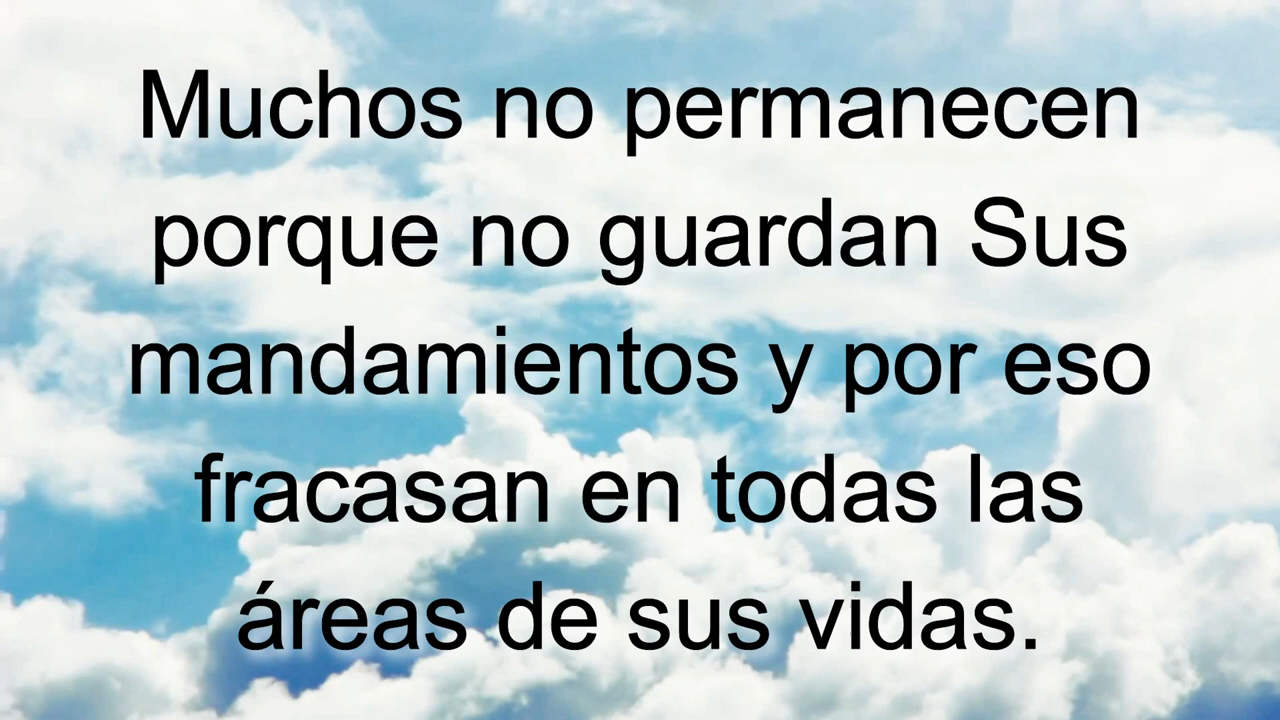 Muchos no permanecen
porque no guardan Sus
mandamientos y por eso
fracasan en todas las
áreas de sus vidas.